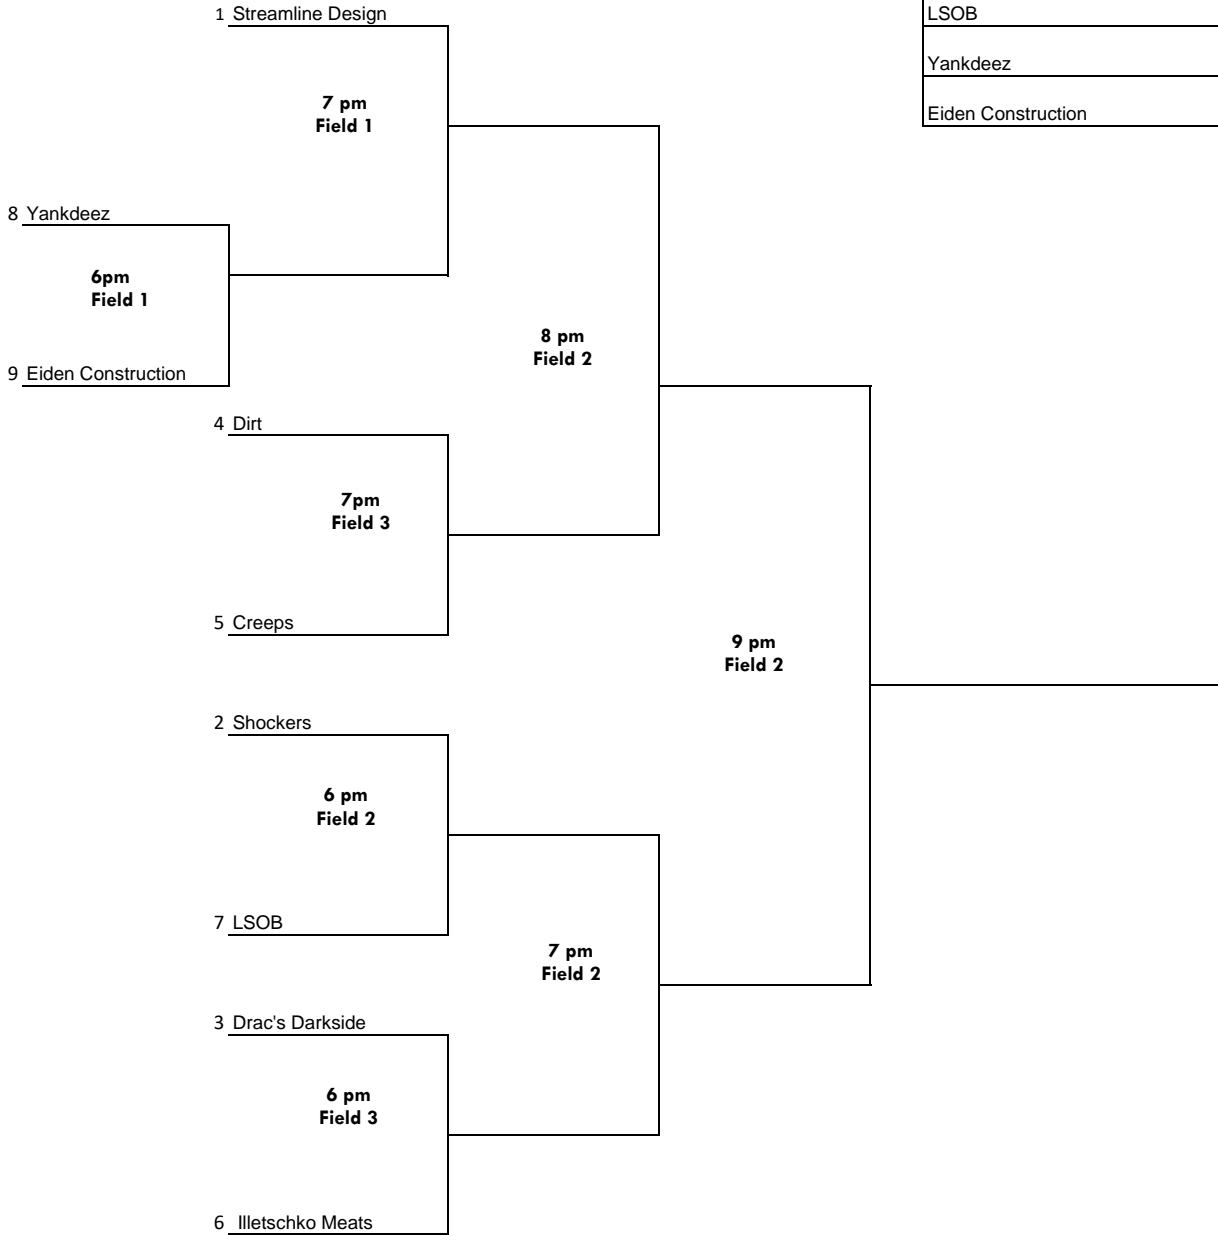 1 Streamline Design
LSOB
Yankdeez
7 pm
Field 1
Eiden Construction
8 Yankdeez
6pm
Field 1
8 pm
Field 2
9 Eiden Construction
4 Dirt
7pm
Field 3
5 Creeps
9 pm
Field 2
2 Shockers
6 pm
Field 2
7 LSOB
7 pm
Field 2
3 Drac's Darkside
6 pm
Field 3
6 Illetschko Meats